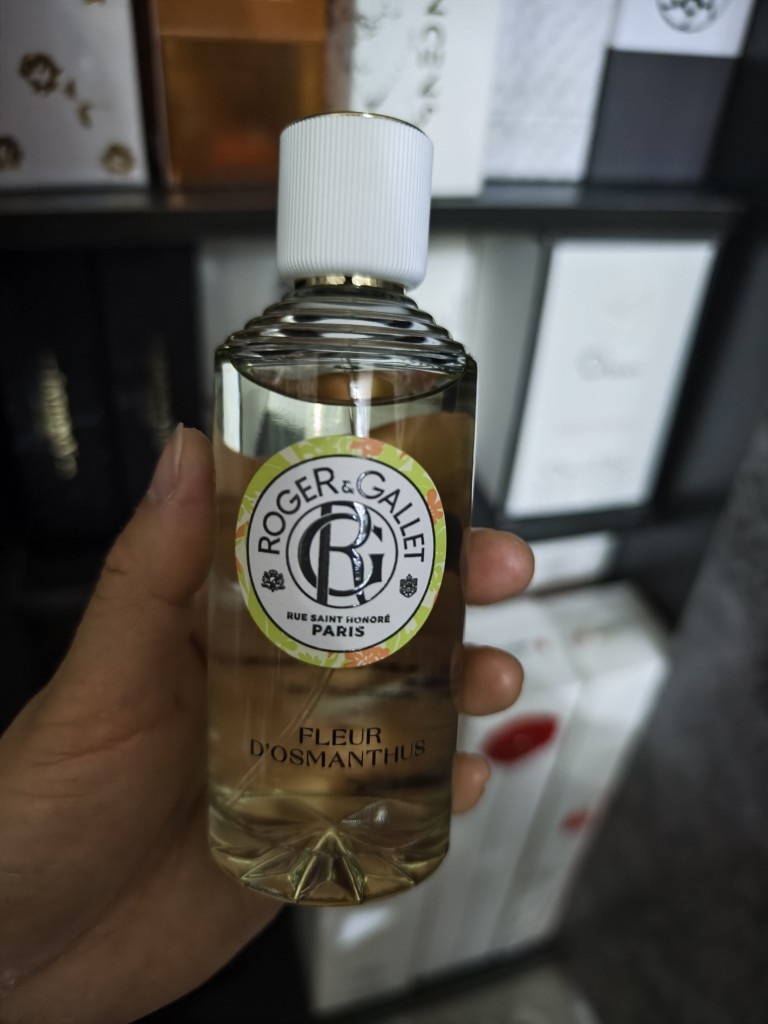 ROGER & GALLET
RG
RUE SAINT HONORÉ
PARIS
FLEUR
D'OSMANTHUS